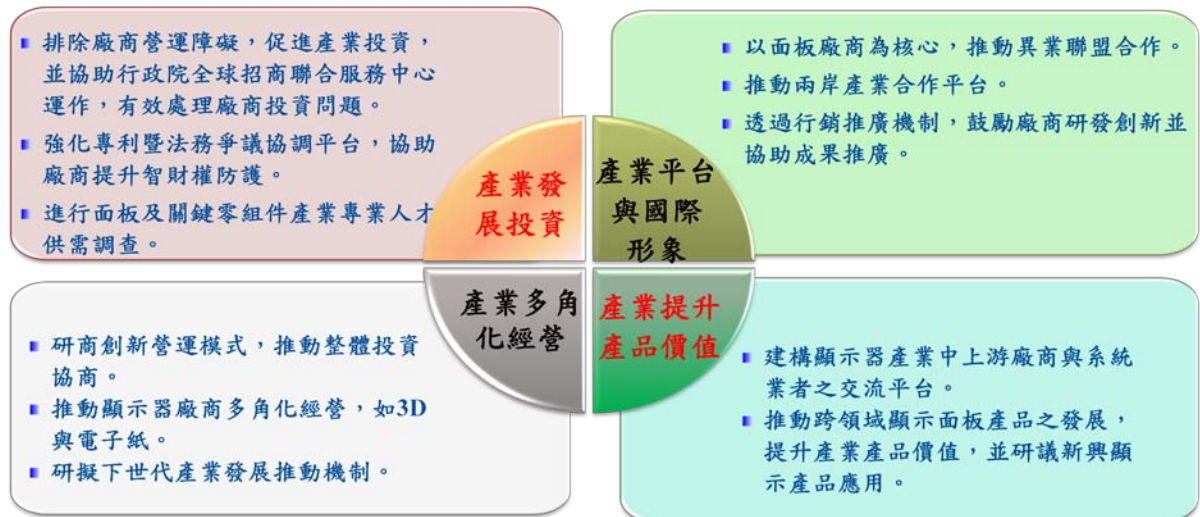 ▪ 排除廠商營運障礙，促進產業投資，
並協助行政院全球招商聯合服務中心
運作，有效處理廠商投資問題。
▪ 強化專利暨法務爭議協調平台，協助
廠商提升智財權防護。
▪ 進行面板及關鍵零組件產業專業人才
供需調查。
產業發
展投資
▪ 以面板廠商為核心，推動異業聯盟合作。
▪ 推動兩岸產業合作平台。
▪ 透過行銷推廣機制，鼓勵廠商研發創新並
協助成果推廣。
產業平台
與國際
形象
▪ 研商創新營運模式，推動整體投資
協商。
▪ 推動顯示器廠商多角化經營，如3D
與電子紙。
▪ 研擬下世代產業發展推動機制。
產業多角
化經營
產業提升
產品價值
▪ 建構顯示器產業中上游廠商與系統
業者之交流平台。
▪ 推動跨領域顯示面板產品之發展，
提升產業產品價值，並研議新興顯
示產品應用。